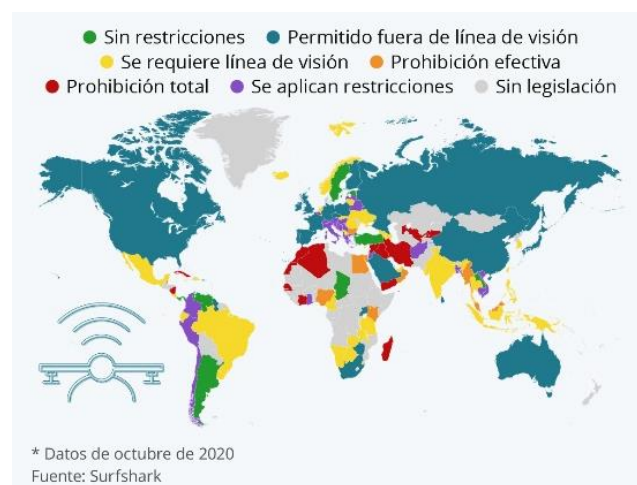 Sin restricciones Permitido fuera de línea de visión
Se requiere línea de visión Prohibición efectiva
Prohibición total Se aplican restricciones Sin legislación
* Datos de octubre de 2020
Fuente: Surfshark